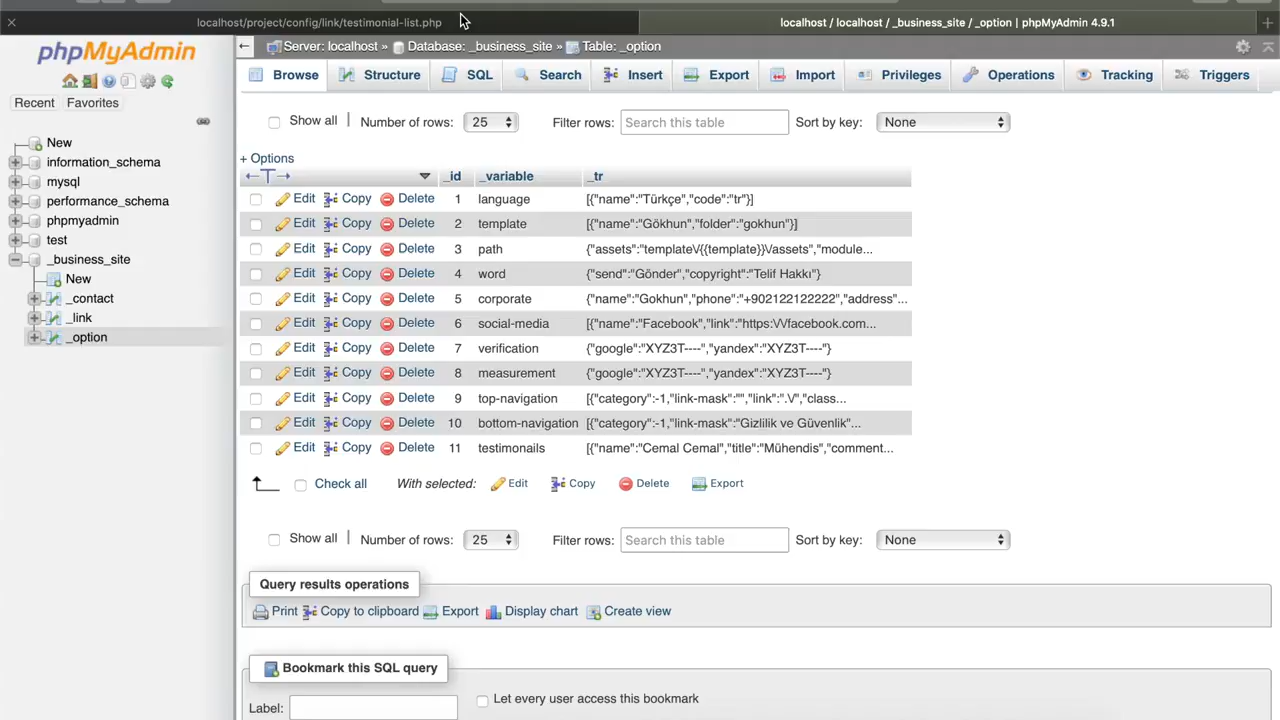 localhost/project/config/link/testimonial-list.php
localhost / localhost / _business_site / _option | phpMyAdmin 4.9.1
phpMyAdmin
Recent Favorites
New
information_schema
mysql
performance_schema
phpmyadmin
test
_business_site
New
_contact
_link
_option
Server: localhost » Database: _business_site » Table: _option
Browse Structure SQL Search Insert Export Import Privileges Operations Tracking Triggers
Show all | Number of rows: 25 Filter rows: Search this table Sort by key: None
+ Options
_id _variable _tr
Edit Copy Delete 1 language [{"name":"Türkçe","code":"tr"}]
Edit Copy Delete 2 template [{"name":"Gökhun","folder":"gokhun"}]
Edit Copy Delete 3 path {"assets":"template\/{{template}}\/assets","module...
Edit Copy Delete 4 word {"send":"Gönder","copyright":"Telif Hakkı"}
Edit Copy Delete 5 corporate {"name":"Gokhun","phone":"+902122122222","address"...
Edit Copy Delete 6 social-media [{"name":"Facebook","link":"https:\/\/facebook.com...
Edit Copy Delete 7 verification {"google":"XYZ3T----","yandex":"XYZ3T----"}
Edit Copy Delete 8 measurement {"google":"XYZ3T----","yandex":"XYZ3T----"}
Edit Copy Delete 9 top-navigation [{"category":-1,"link-mask":"","link":".\/","class...
Edit Copy Delete 10 bottom-navigation [{"category":-1,"link-mask":"Gizlilik ve Güvenlik"...
Edit Copy Delete 11 testimonails [{"name":"Cemal Cemal","title":"Mühendis","comment...
Check all With selected: Edit Copy Delete Export
Show all | Number of rows: 25 Filter rows: Search this table Sort by key: None
Query results operations
Print Copy to clipboard Export Display chart Create view
Bookmark this SQL query
Label: Let every user access this bookmark